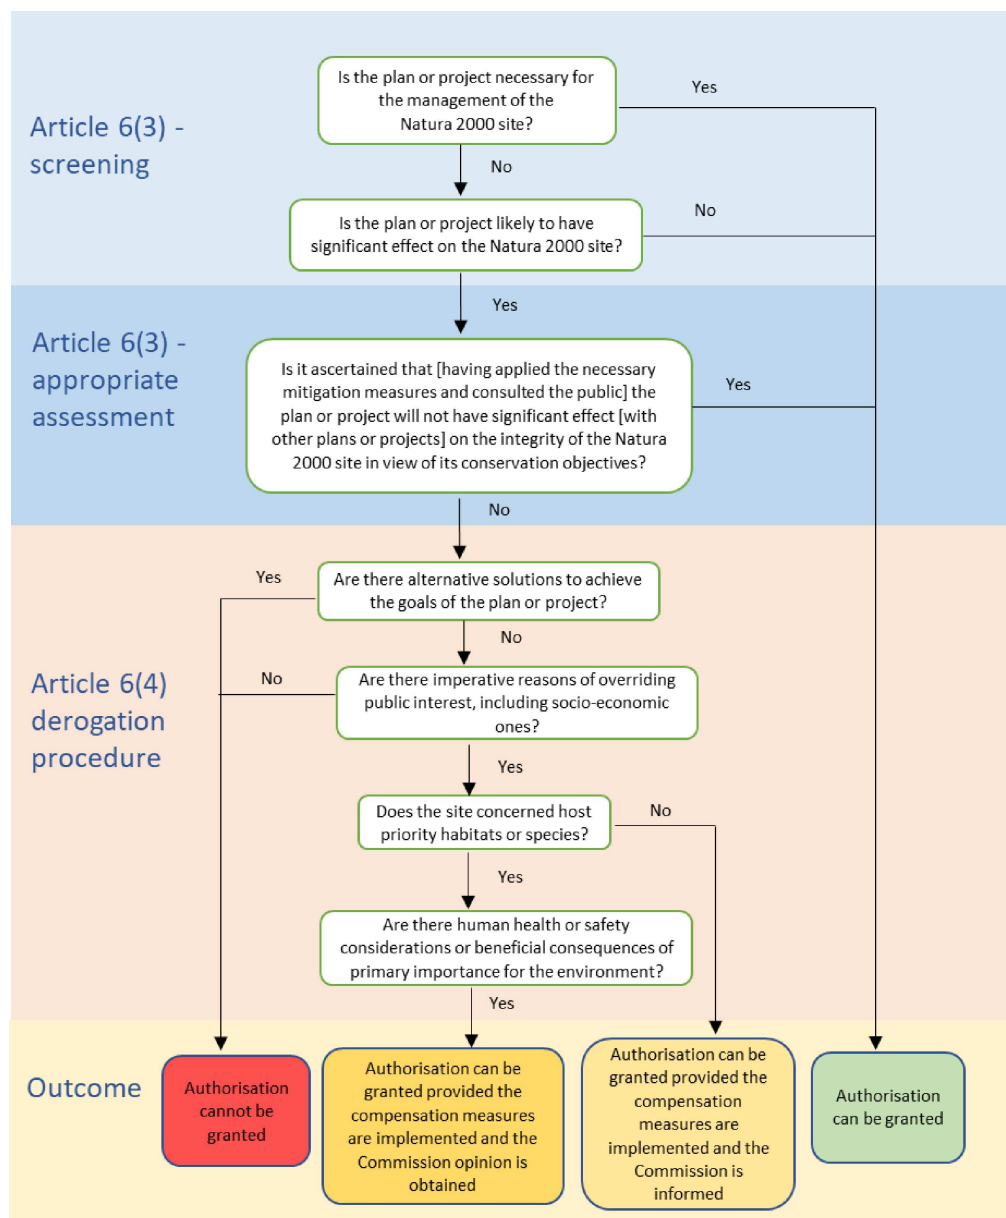 Is the plan or project necessary for
the management of the
Natura 2000 site?
Yes
Article 6(3) -
screening
No
Is the plan or project likely to have
significant effect on the Natura 2000 site?
No
Yes
Article 6(3) -
appropriate
assessment
Is it ascertained that [having applied the necessary
mitigation measures and consulted the public] the
plan or project will not have significant effect [with
other plans or projects] on the integrity of the Natura
2000 site in view of its conservation objectives?
Yes
No
Are there alternative solutions to achieve
the goals of the plan or project?
Yes
No
Article 6(4)
derogation
procedure
Are there imperative reasons of overriding
public interest, including socio-economic
ones?
No
Yes
Does the site concerned host
priority habitats or species?
No
Yes
Are there human health or safety
considerations or beneficial consequences of
primary importance for the environment?
Yes
Outcome
Authorisation
cannot be
granted
Authorisation can be
granted provided the
compensation measures
are implemented and the
Commission opinion is
obtained
Authorisation can be
granted provided the
compensation
measures are
implemented and the
Commission is
informed
Authorisation
can be granted